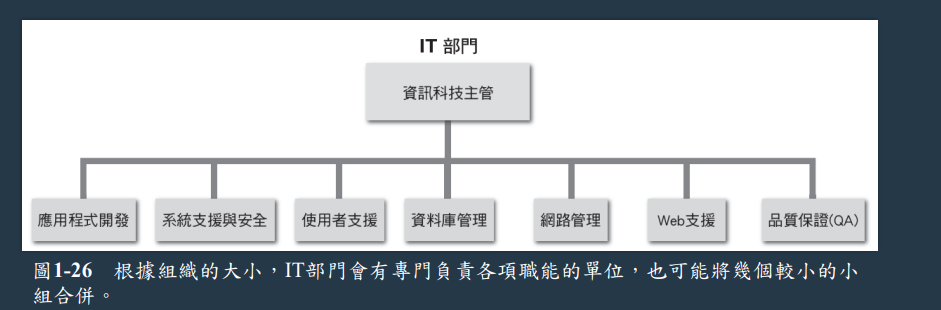 IT 部門
資訊科技主管
應用程式開發
系統支援與安全
使用者支援
資料庫管理
網路管理
Web支援
品質保證(QA)
圖1-26 根據組織的大小，IT部門會有專門負責各項職能的單位，也可能將幾個較小的小
組合併。